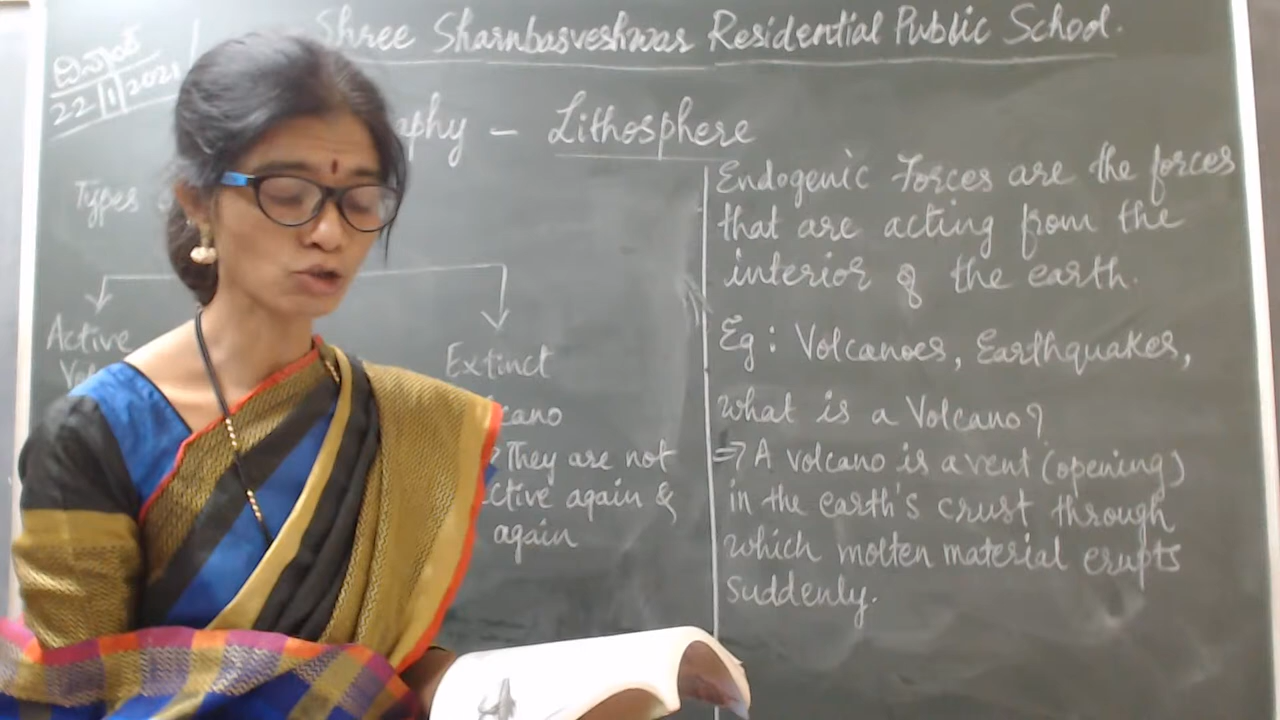 Shree Sharnbasveshwar Residential Public School.
ದಿನಾಂಕ
22/1/2021
aphy - Lithosphere
Types
Active
Extinct
cano
They are not
ctive again &
again
Endogenic Forces are the forces
that are acting from the
interior of the earth.
Eg: Volcanoes, Earthquakes,
what is a Volcano?
⇒ A volcano is a vent (opening)
in the earth's crust through
which molten material erupts
suddenly.